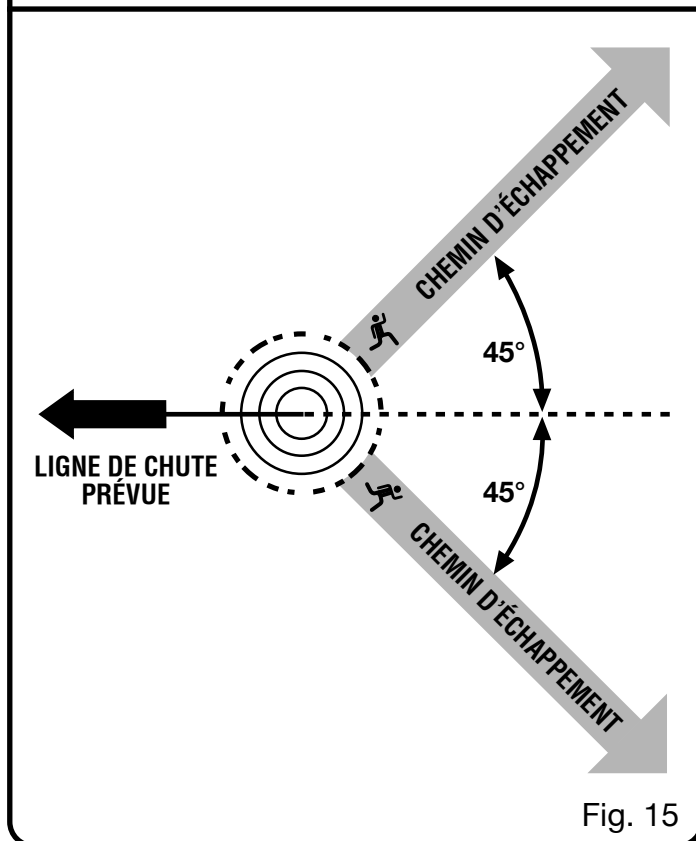 CHEMIN D'ÉCHAPPEMENT
45°
LIGNE DE CHUTE
PRÉVUE
45°
CHEMIN D'ÉCHAPPEMENT
Fig. 15